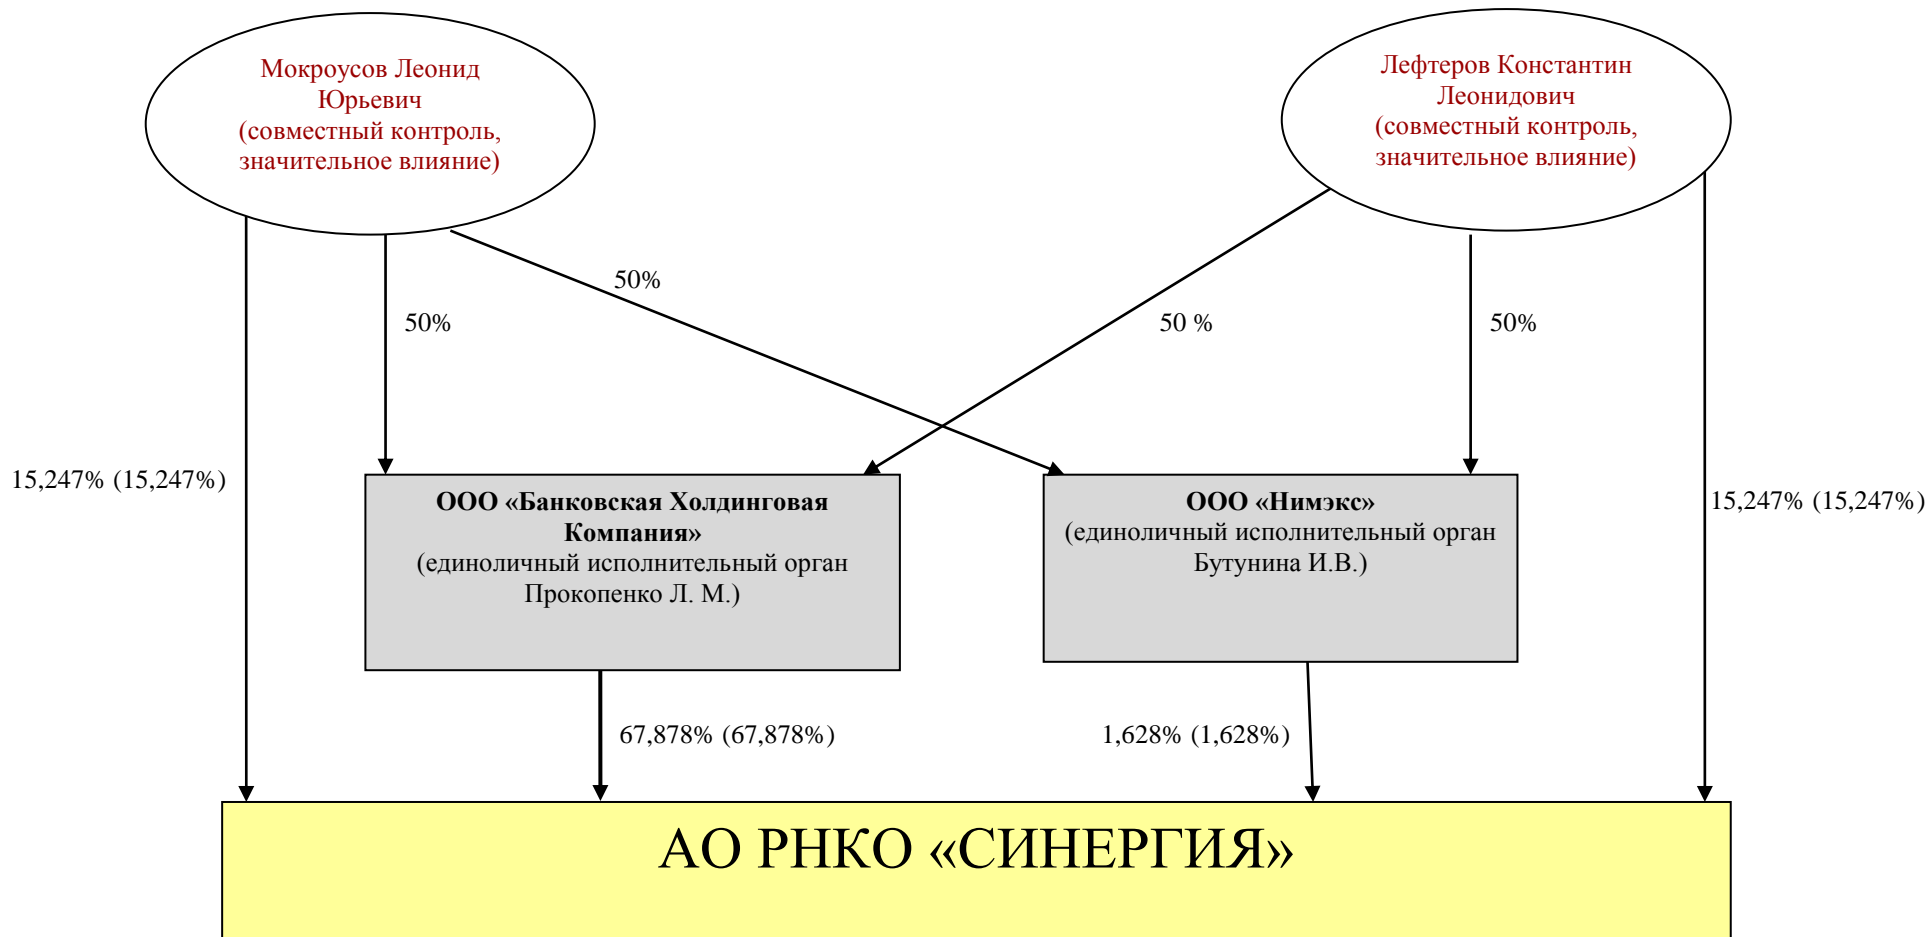 Мокроусов Леонид
Юрьевич
(совместный контроль,
значительное влияние)
Лефтеров Константин
Леонидович
(совместный контроль,
значительное влияние)
50%
50%
50 %
50%
15,247% (15,247%)
15,247% (15,247%)
ООО «Банковская Холдинговая
Компания»
(единоличный исполнительный орган
Прокопенко Л. М.)
ООО «Нимэкс»
(единоличный исполнительный орган
Бутунина И.В.)
67,878% (67,878%)
1,628% (1,628%)
АО РНКО «СИНЕРГИЯ»